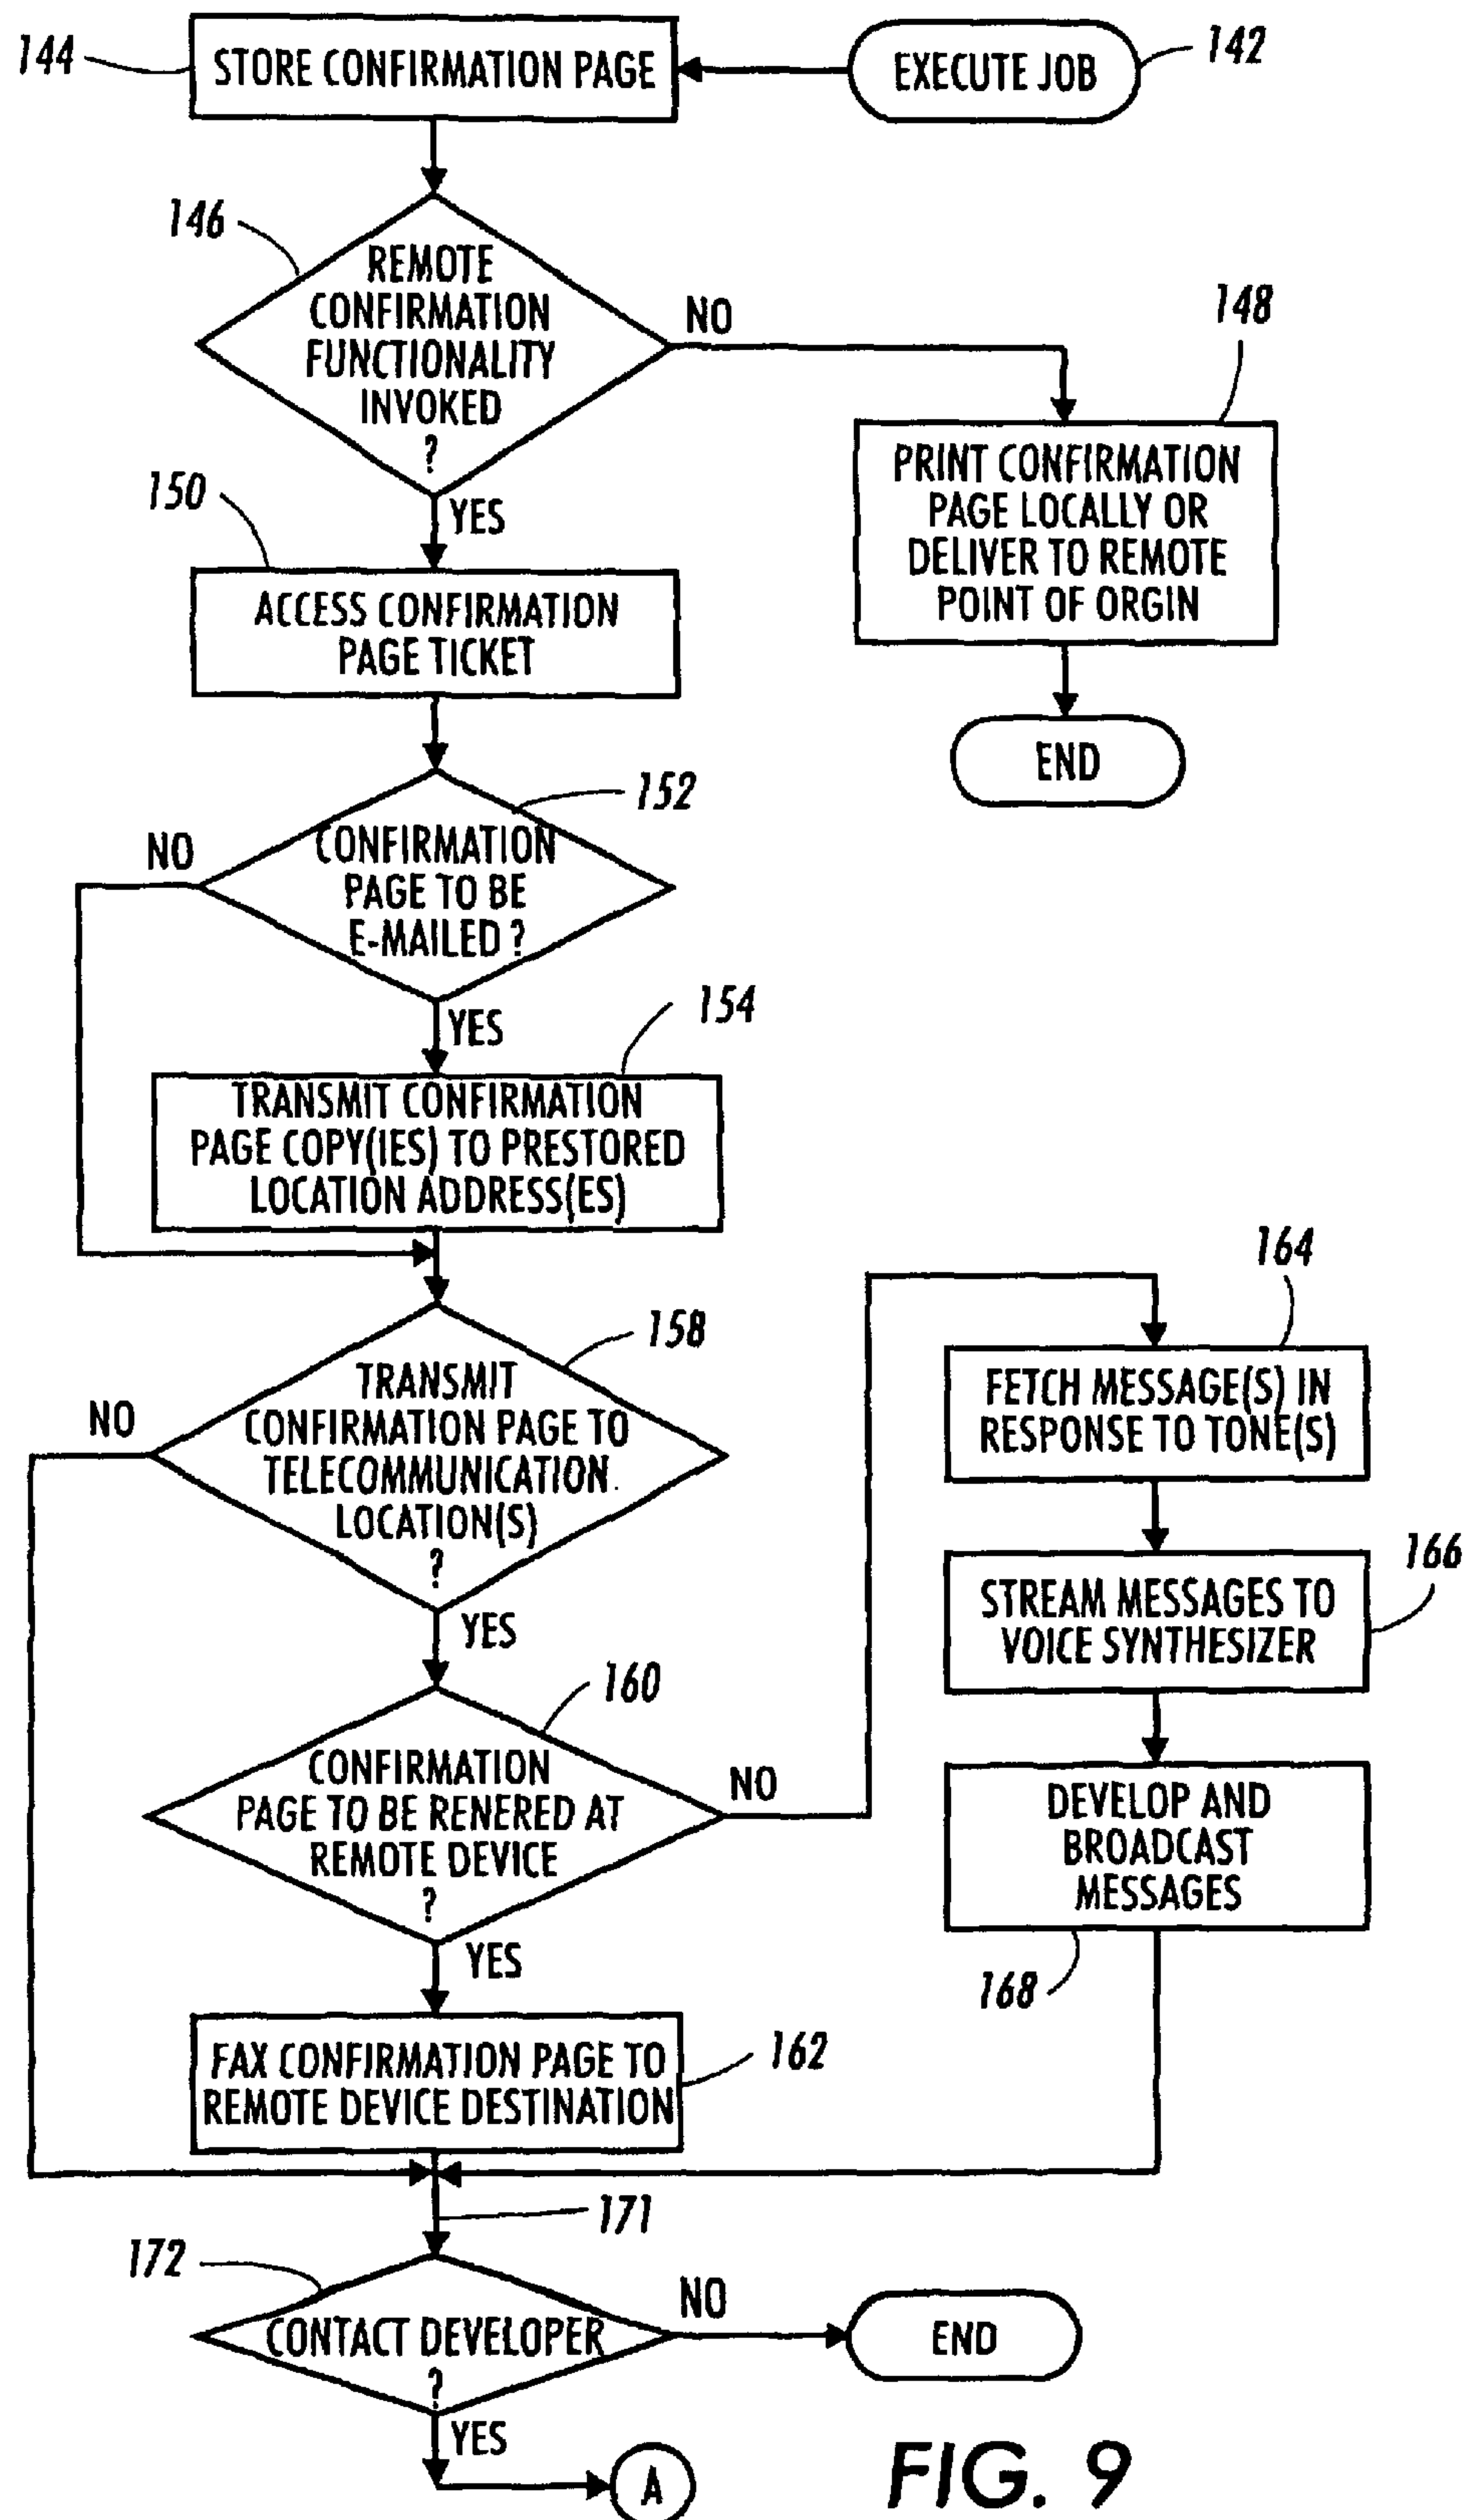 144
STORE CONFIRMATION PAGE
EXECUTE JOB
142
146
REMOTE
CONFIRMATION
FUNCTIONALITY
INVOKED
?
NO
148
YES
PRINT CONFIRMATION
PAGE LOCALLY OR
DELIVER TO REMOTE
POINT OF ORGIN
150
ACCESS CONFIRMATION
PAGE TICKET
END
152
NO
CONFIRMATION
PAGE TO BE
E-MAILED ?
YES
154
TRANSMIT CONFIRMATION
PAGE COPY(IES) TO PRESTORED
LOCATION ADDRESS(ES)
158
NO
TRANSMIT
CONFIRMATION PAGE TO
TELECOMMUNICATION
LOCATION(S)
?
YES
164
FETCH MESSAGE(S) IN
RESPONSE TO TONE(S)
166
STREAM MESSAGES TO
VOICE SYNTHESIZER
160
CONFIRMATION
PAGE TO BE RENERED AT
REMOTE DEVICE
?
NO
YES
DEVELOP AND
BROADCAST
MESSAGES
168
FAX CONFIRMATION PAGE TO
REMOTE DEVICE DESTINATION
162
171
172
CONTACT DEVELOPER
?
NO
END
YES
A
FIG. 9